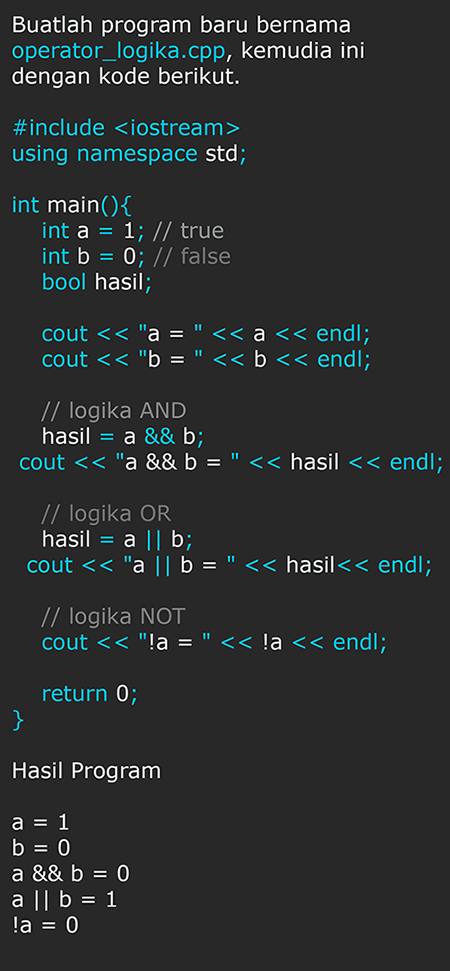 Buatlah program baru bernama
operator_logika.cpp, kemudia ini
dengan kode berikut.
#include <iostream>
using namespace std;
int main(){
int a = 1; // true
int b = 0; // false
bool hasil;
cout << "a = " << a << endl;
cout << "b = " << b << endl;
// logika AND
hasil = a && b;
cout << "a && b = " << hasil << endl;
// logika OR
hasil = a || b;
cout << "a || b = " << hasil<< endl;
// logika NOT
cout << "!a = " << !a << endl;
return 0;
}
Hasil Program
a = 1
b = 0
a && b = 0
a || b = 1
!a = 0